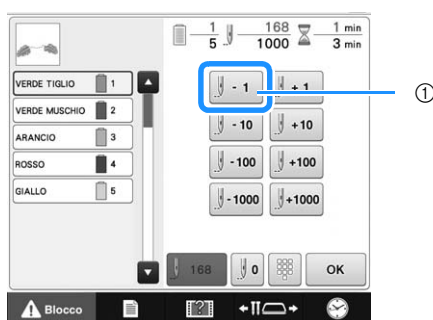 1 168 1 min
5 1000 3 min
VERDE TIGLIO 1
VERDE MUSCHIO 2
ARANCIO 3
ROSSO 4
GIALLO 5
- 1 + 1
①
- 10 +10
-100 +100
-1000 +1000
168 0 OK
Blocco ?